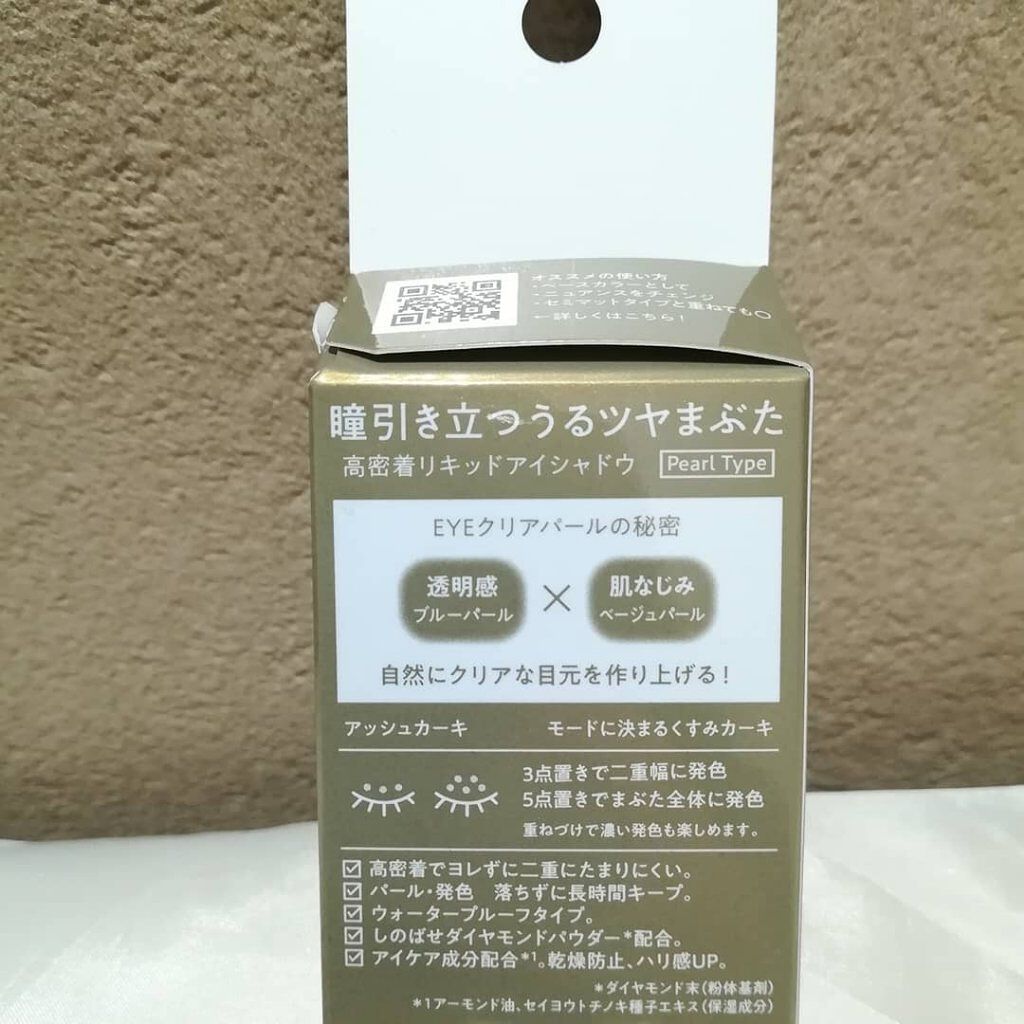 オススメの使い方
・ベースカラーとして
・ニュアンスをチェンジ
・セミマットタイプと重ねても〇
←詳しくはこちら!
瞳引き立つうるツヤまぶた
高密着リキッドアイシャドウ Pearl Type
EYEクリアパールの秘密
透明感 × 肌なじみ
ブルーパール ベージュパール
自然にクリアな目元を作り上げる!
アッシュカーキ モードに決まるくすみカーキ
3点置きで二重幅に発色
5点置きでまぶた全体に発色
重ねづけで濃い発色も楽しめます。
☑ 高密着でヨレずに二重にたまりにくい。
☑ パール・発色 落ちずに長時間キープ。
☑ ウォータープルーフタイプ。
☑ しのばせダイヤモンドパウダー*配合。
☑ アイケア成分配合*1。乾燥防止、ハリ感UP。
*ダイヤモンド末(粉体基剤)
*1アーモンド油、セイヨウトチノキ種子エキス(保湿成分)